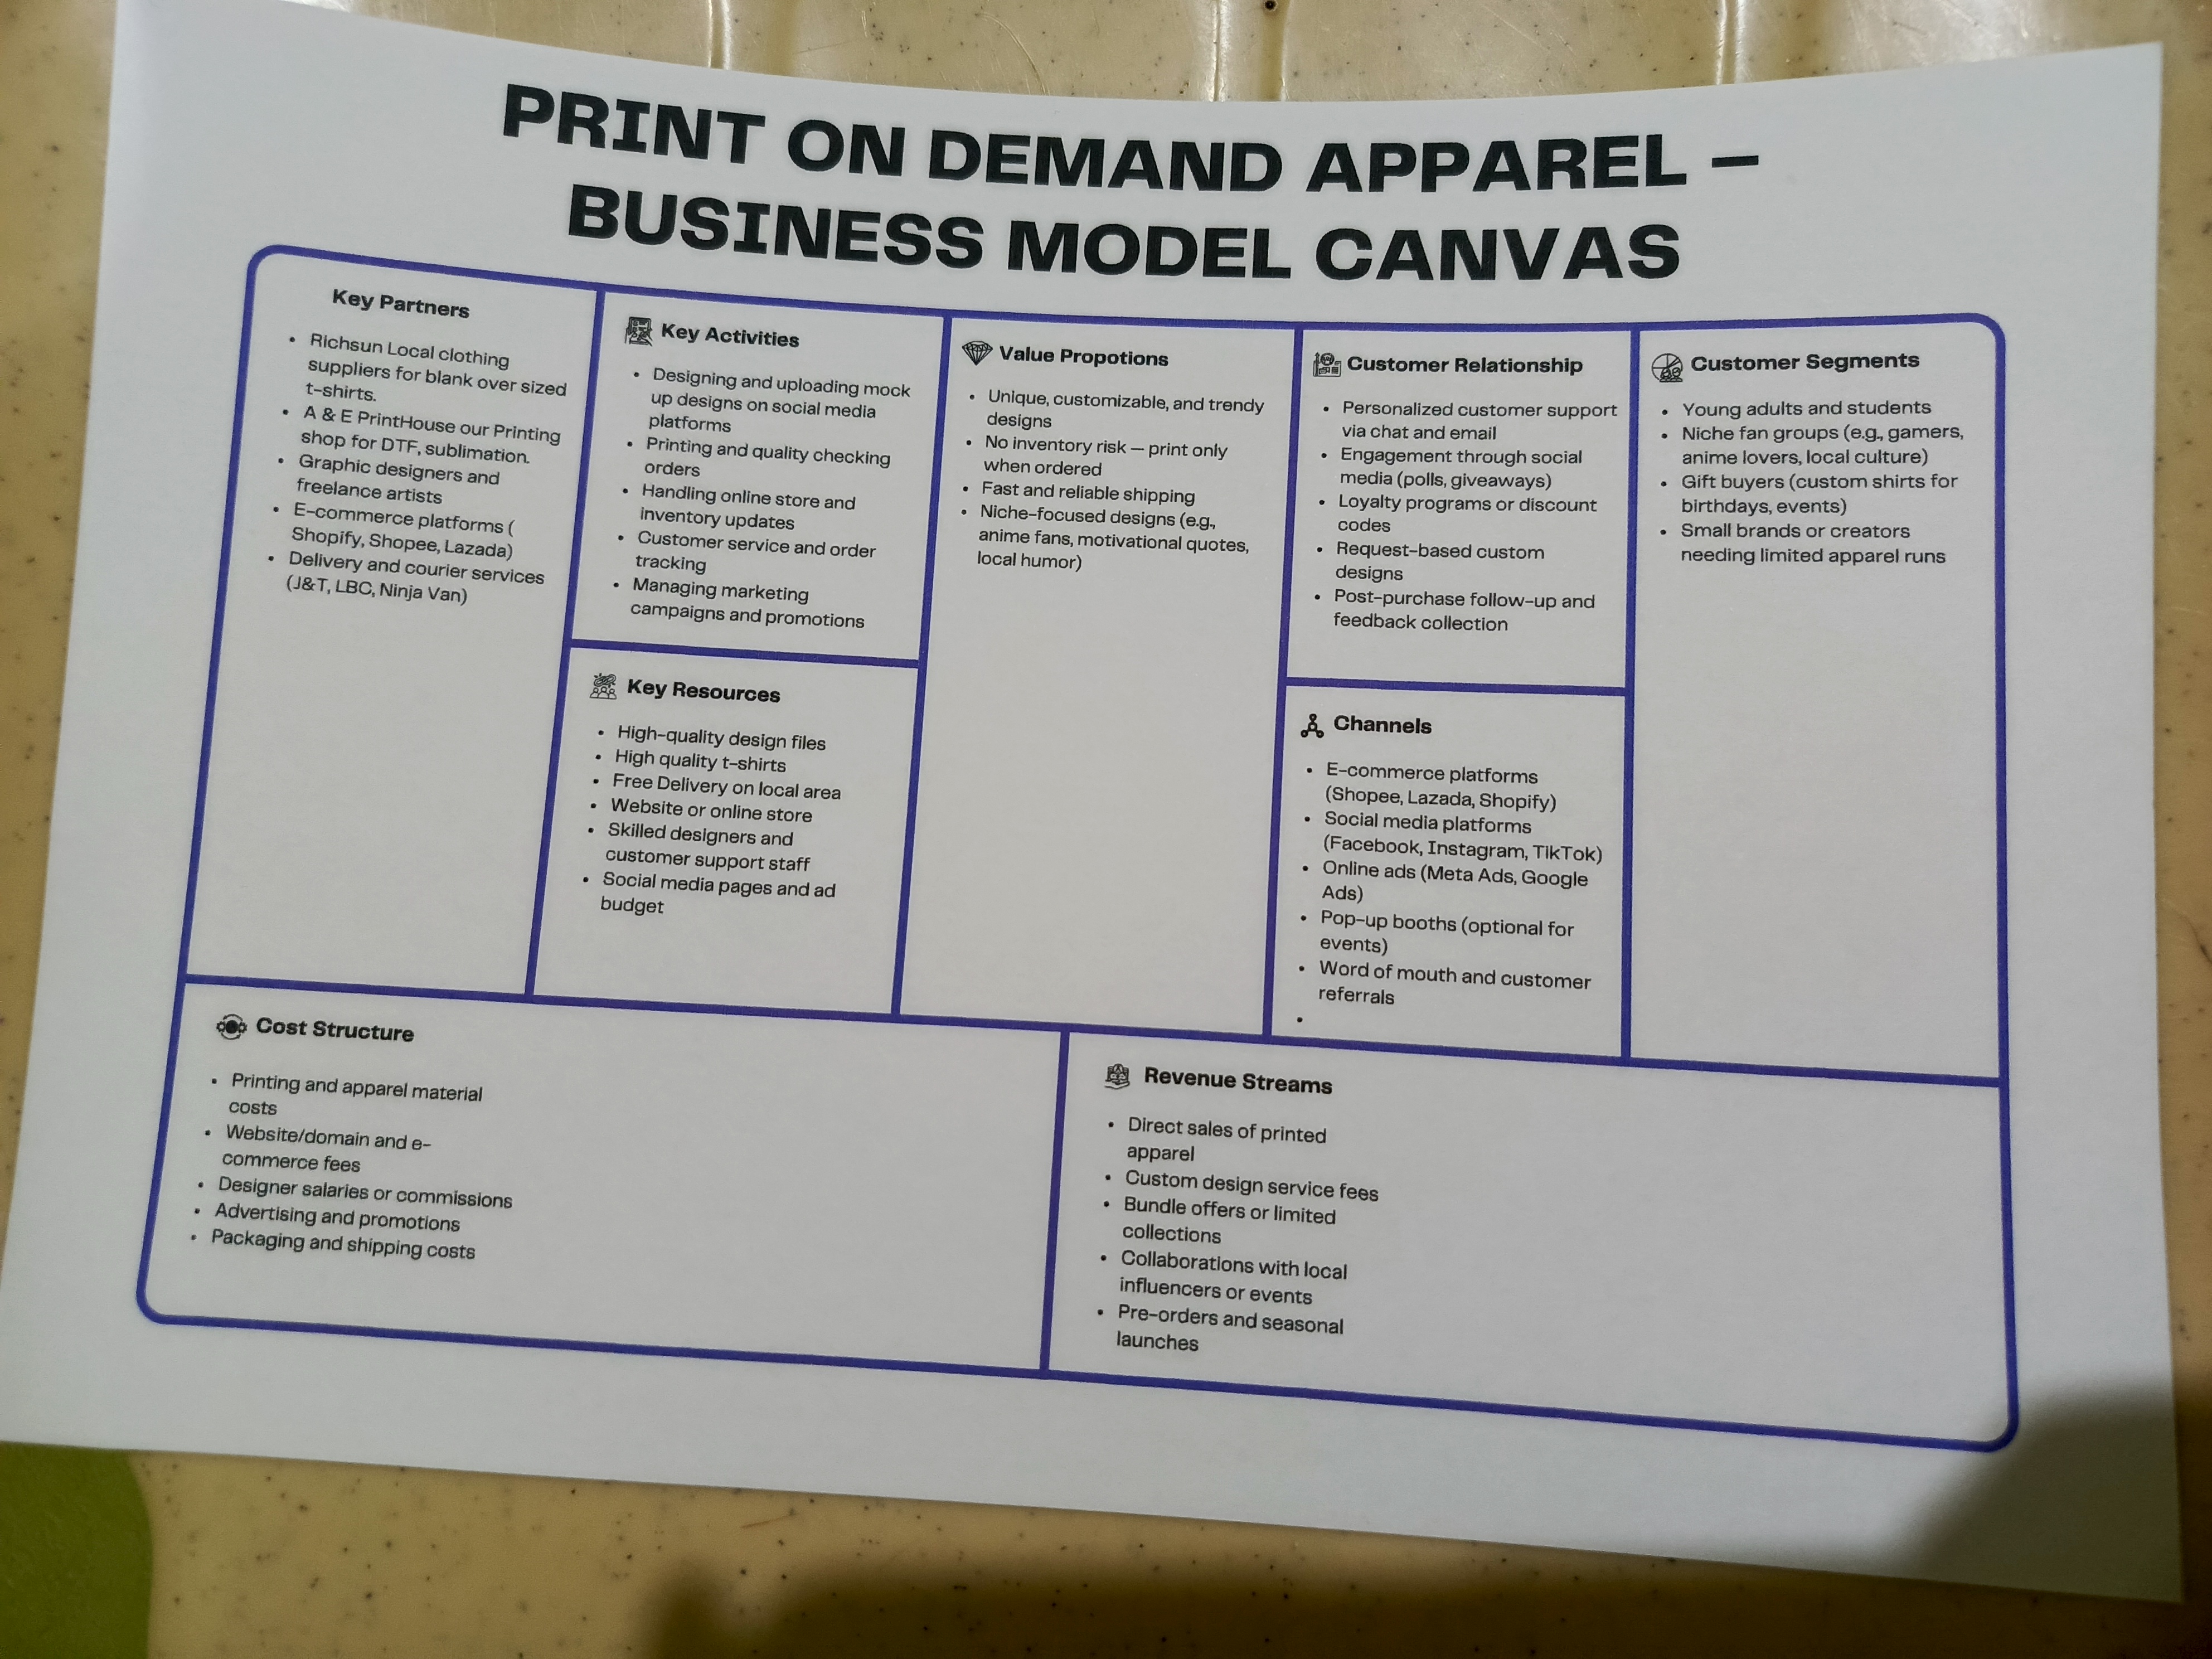 PRINT ON DEMAND APPAREL –
BUSINESS MODEL CANVAS
Key Partners
• Richsun Local clothing
suppliers for blank over sized
t-shirts.
• A & E PrintHouse our Printing
shop for DTF, sublimation.
• Graphic designers and
freelance artists
• E-commerce platforms (
Shopify, Shopee, Lazada)
• Delivery and courier services
(J&T, LBC, Ninja Van)
Key Activities
• Designing and uploading mock
up designs on social media
platforms
• Printing and quality checking
orders
• Handling online store and
inventory updates
• Customer service and order
tracking
• Managing marketing
campaigns and promotions
Key Resources
• High-quality design files
• High quality t-shirts
• Free Delivery on local area
• Website or online store
• Skilled designers and
customer support staff
• Social media pages and ad
budget
Value Propotions
• Unique, customizable, and trendy
designs
• No inventory risk — print only
when ordered
• Fast and reliable shipping
• Niche-focused designs (e.g.,
anime fans, motivational quotes,
local humor)
Customer Relationship
• Personalized customer support
via chat and email
• Engagement through social
media (polls, giveaways)
• Loyalty programs or discount
codes
• Request-based custom
designs
• Post-purchase follow-up and
feedback collection
Channels
• E-commerce platforms
(Shopee, Lazada, Shopify)
• Social media platforms
(Facebook, Instagram, TikTok)
• Online ads (Meta Ads, Google
Ads)
• Pop-up booths (optional for
events)
• Word of mouth and customer
referrals
•
Customer Segments
• Young adults and students
• Niche fan groups (e.g., gamers,
anime lovers, local culture)
• Gift buyers (custom shirts for
birthdays, events)
• Small brands or creators
needing limited apparel runs
Cost Structure
• Printing and apparel material
costs
• Website/domain and e-
commerce fees
• Designer salaries or commissions
• Advertising and promotions
• Packaging and shipping costs
Revenue Streams
• Direct sales of printed
apparel
• Custom design service fees
• Bundle offers or limited
collections
• Collaborations with local
influencers or events
• Pre-orders and seasonal
launches